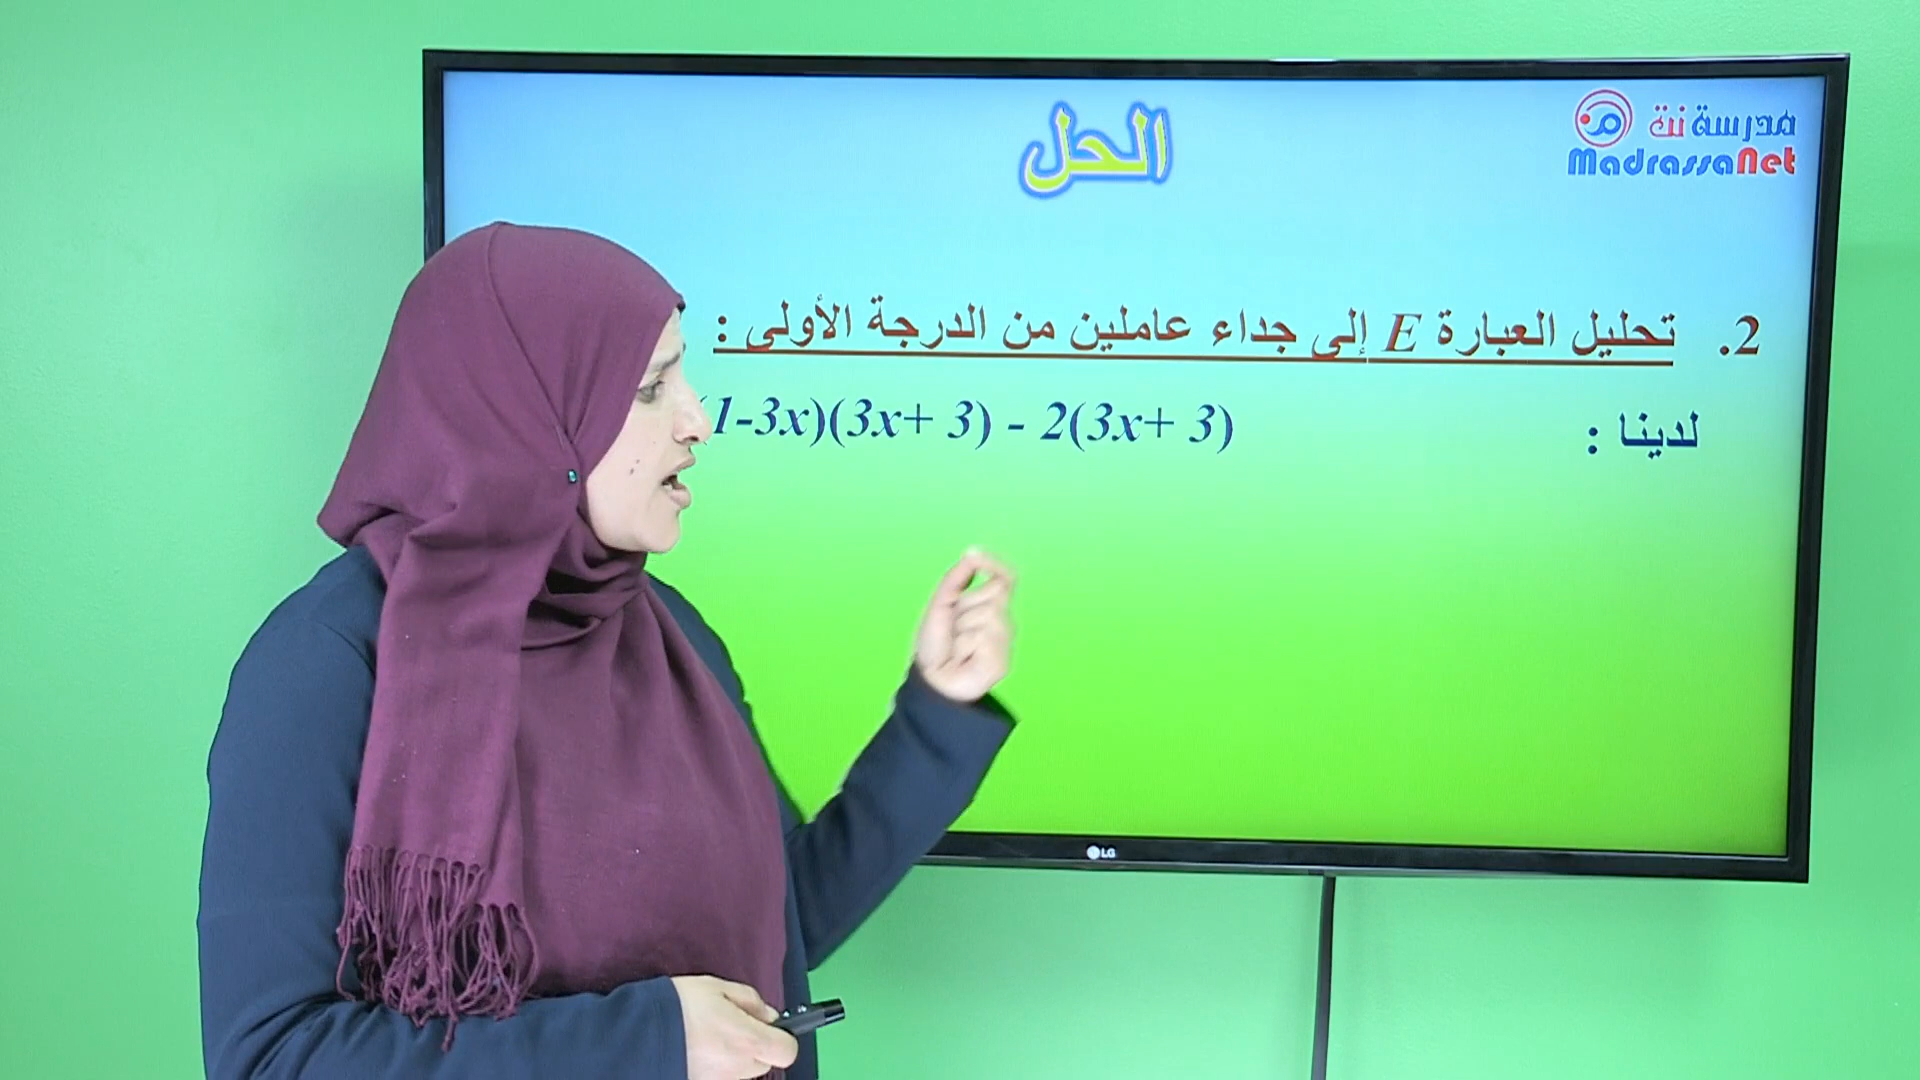 الحل
مدرسة نت
MadrassaNet
2. تحليل العبارة E إلى جداء عاملين من الدرجة الأولى :
لدينا :
(1-3x)(3x+ 3) - 2(3x+ 3)
LG